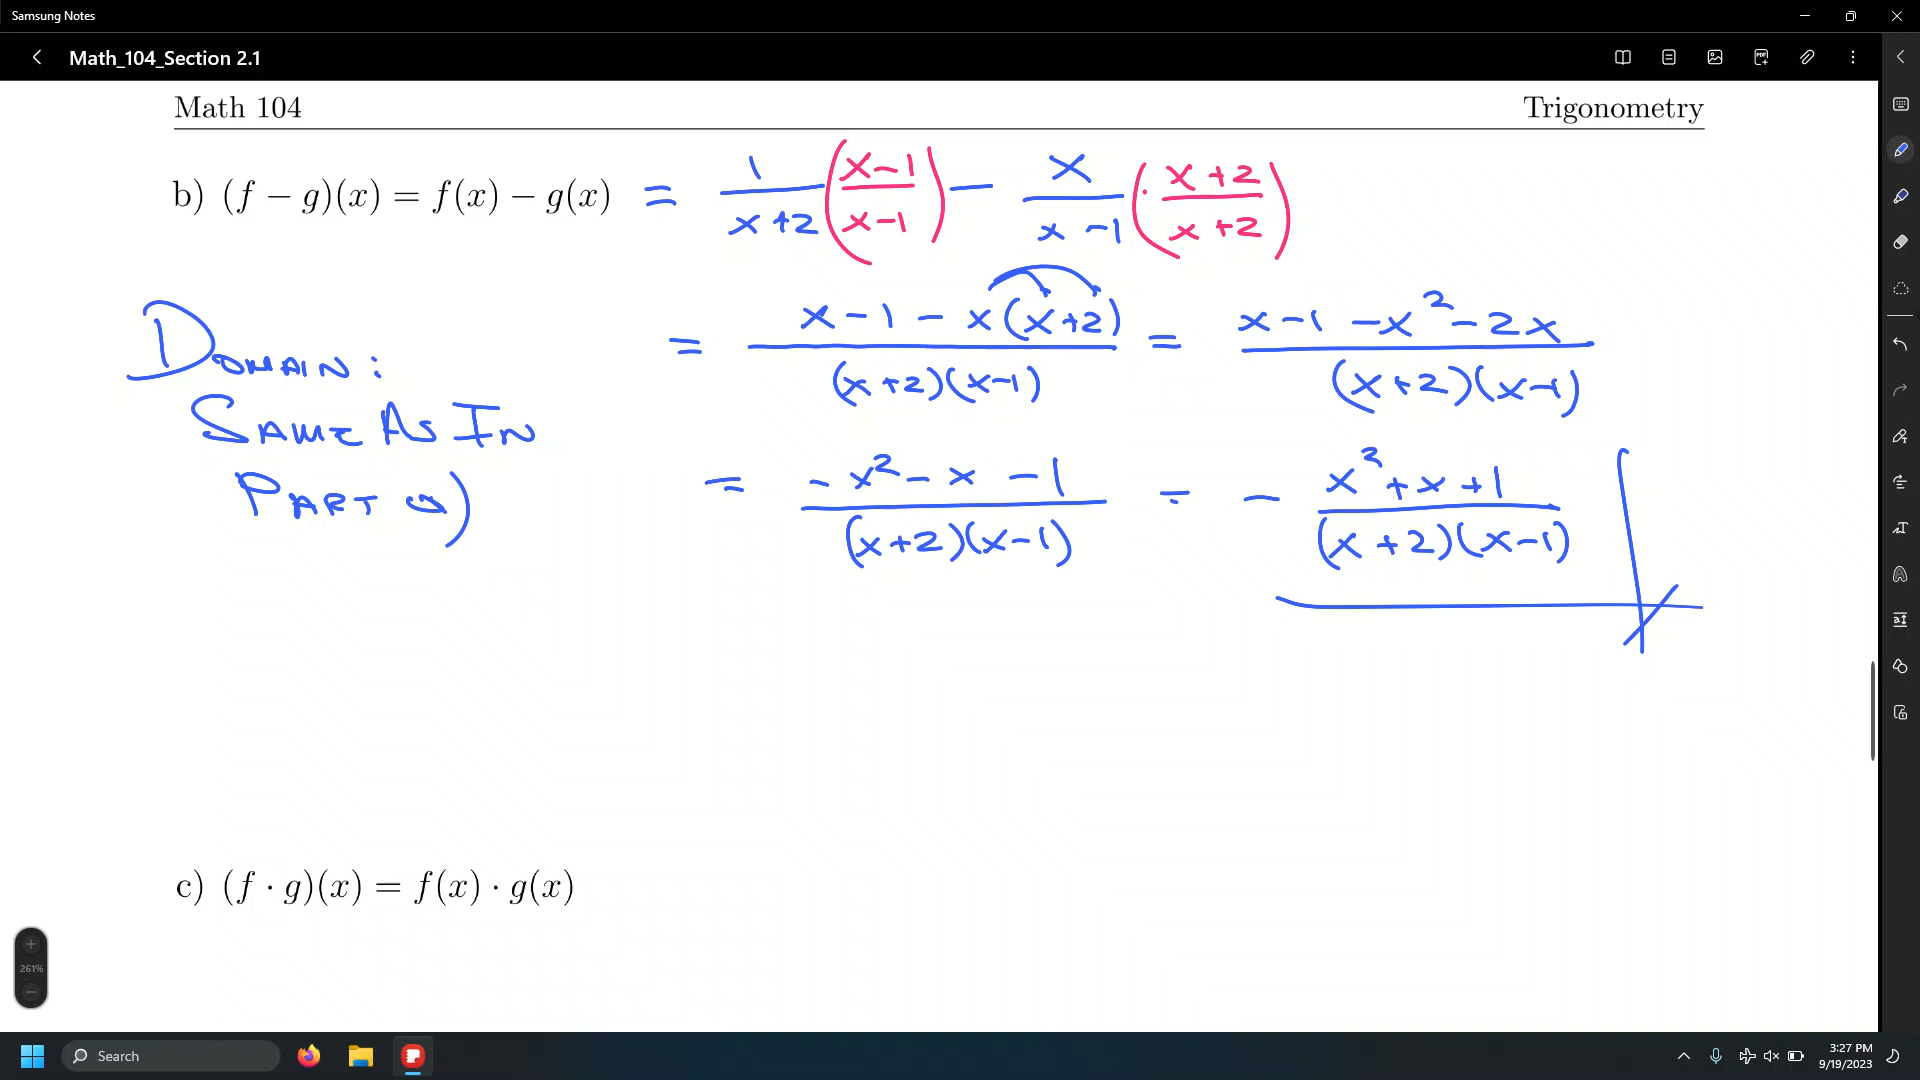 Samsung Notes
Math_104_Section 2.1
Math 104 Trigonometry
b) (f − g)(x) = f(x) − g(x) = 1/(x+2) ((x−1)/(x−1)) − x/(x−1) (· (x+2)/(x+2))
= (x−1−x(x+2))/((x+2)(x−1)) = (x−1−x²−2x)/((x+2)(x−1))
DOMAIN:
SAME AS IN
PART a)
= (−x²−x−1)/((x+2)(x−1)) = − (x²+x+1)/((x+2)(x−1))
c) (f · g)(x) = f(x) · g(x)
261%
Search
3:27 PM
9/19/2023